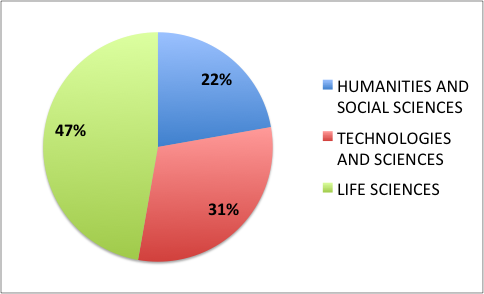 22%
47%
31%
HUMANITIES AND
SOCIAL SCIENCES
TECHNOLOGIES
AND SCIENCES
LIFE SCIENCES